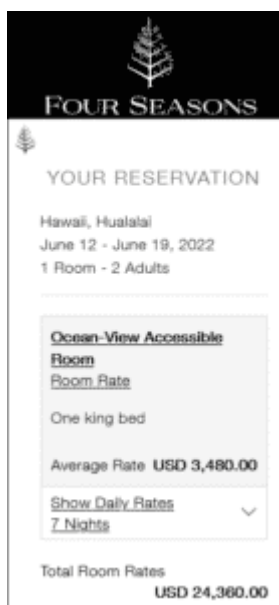 FOUR SEASONS
YOUR RESERVATION
Hawaii, Hualalai
June 12 - June 19, 2022
1 Room - 2 Adults
Ocean-View Accessible
Room
Room Rate
One king bed
Average Rate USD 3,480.00
Show Daily Rates
7 Nights
Total Room Rates
USD 24,360.00